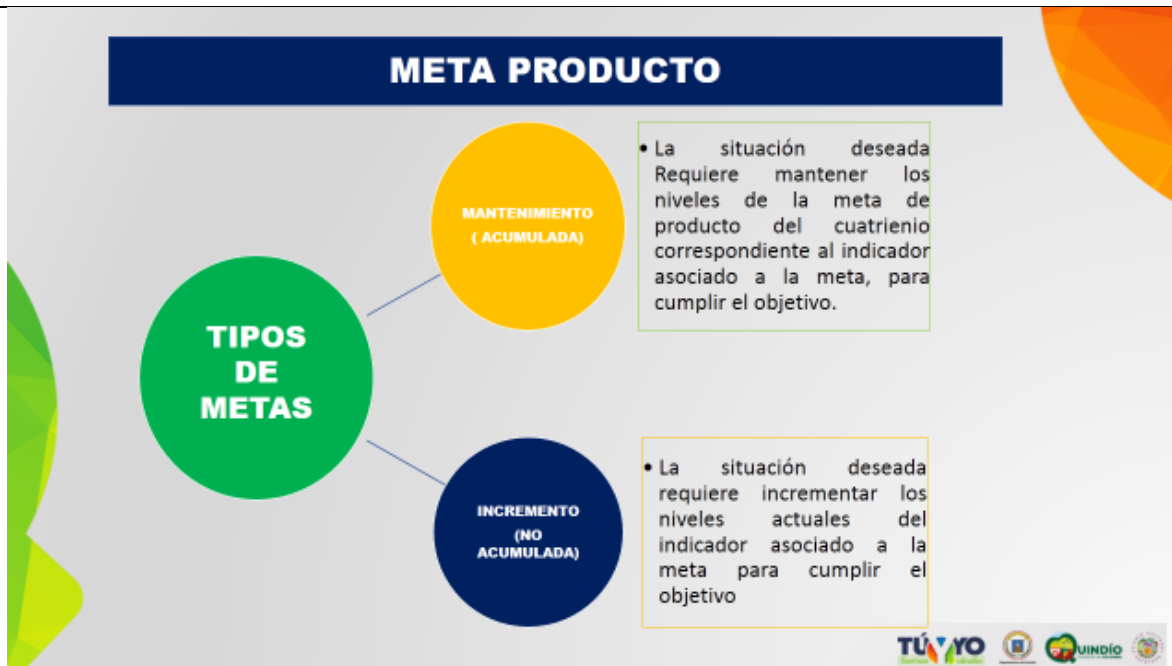 META PRODUCTO
TIPOS
DE
METAS
MANTENIMIENTO
( ACUMULADA)
• La situación deseada
Requiere mantener los
niveles de la meta de
producto del cuatrienio
correspondiente al indicador
asociado a la meta, para
cumplir el objetivo.
INCREMENTO
(NO
ACUMULADA)
• La situación deseada
requiere incrementar los
niveles actuales del
indicador asociado a la
meta para cumplir el
objetivo
TÚ Y YO
QUINDÍO